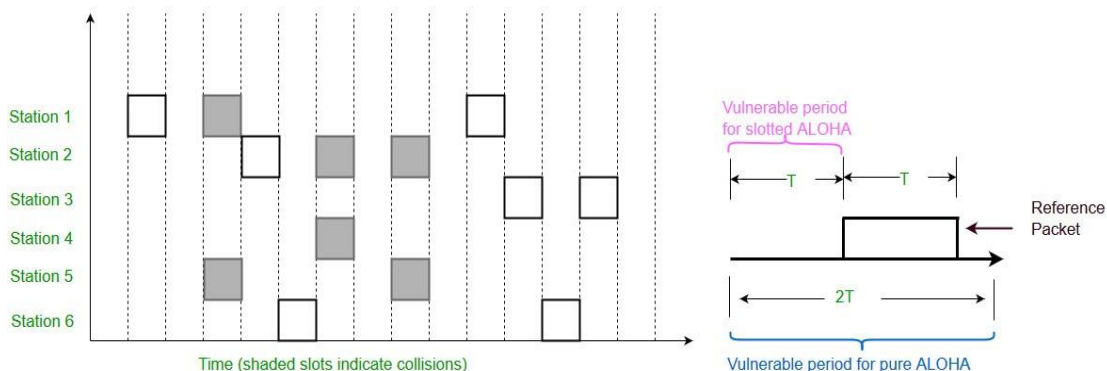 Station 1
Station 2
Station 3
Station 4
Station 5
Station 6
Time (shaded slots indicate collisions)
Vulnerable period
for slotted ALOHA
T
T
Reference
Packet
2T
Vulnerable period for pure ALOHA